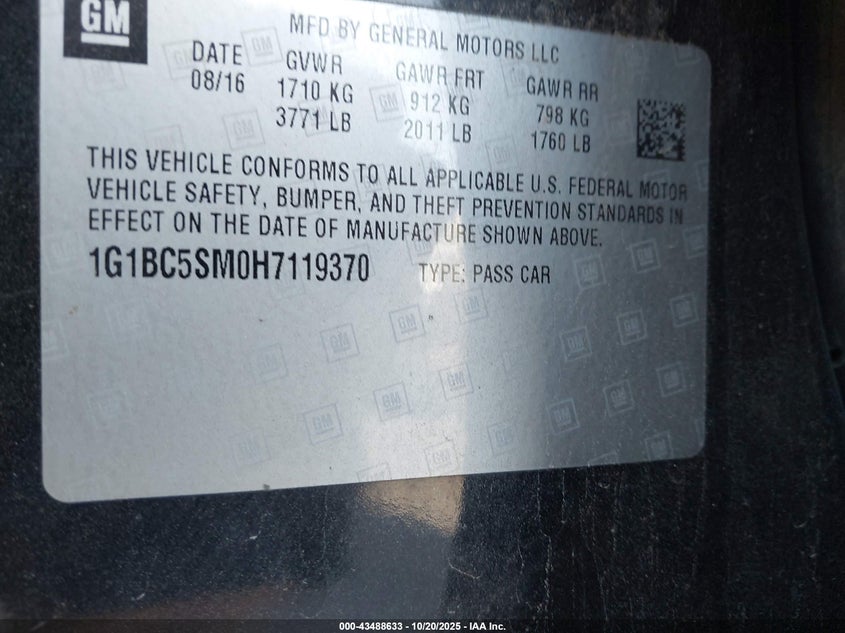 GM
MFD BY GENERAL MOTORS LLC
DATE GVWR GAWR FRT GAWR RR
08/16 1710 KG 912 KG 798 KG
3771 LB 2011 LB 1760 LB
THIS VEHICLE CONFORMS TO ALL APPLICABLE U.S. FEDERAL MOTOR
VEHICLE SAFETY, BUMPER, AND THEFT PREVENTION STANDARDS IN
EFFECT ON THE DATE OF MANUFACTURE SHOWN ABOVE.
1G1BC5SM0H7119370 TYPE: PASS CAR
000-43488633 - 10/20/2025 - IAA Inc.